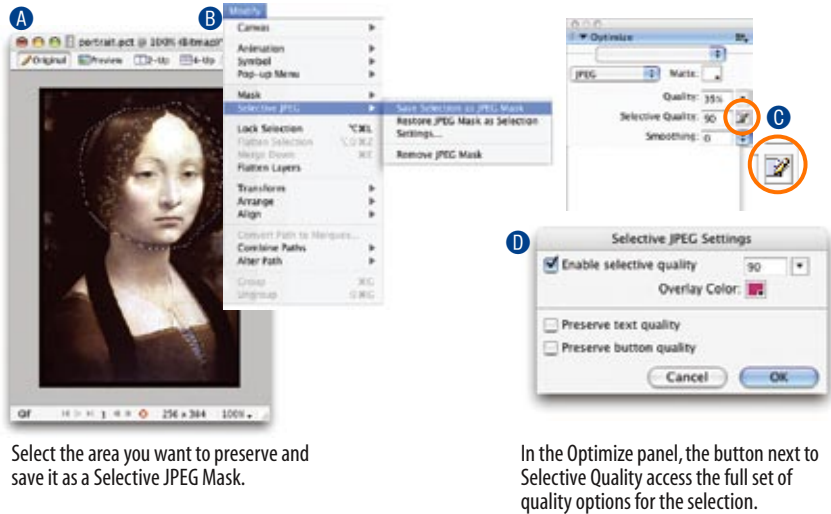 A
B
portrait.pct @ 100% (Bitmap)*
Original Preview 2-Up 4-Up
GIF 1 256 x 384 100%
Modify
Canvas
Animation
Symbol
Pop-up Menu
Mask
Selective JPEG
Lock Selection ⌥⌘L
Flatten Selection
Merge Down ⌘E
Flatten Layers
Transform
Arrange
Align
Convert Path to Marquee...
Combine Paths
Alter Path
Group ⌘G
Ungroup ⇧⌘G
Save Selection as JPEG Mask
Restore JPEG Mask as Selection
Settings...
Remove JPEG Mask
Optimize
JPEG Matte:
Quality: 35%
Selective Quality: 90
Smoothing: 0
C
D
Selective JPEG Settings
Enable selective quality 90
Overlay Color:
Preserve text quality
Preserve button quality
Cancel OK
Select the area you want to preserve and
save it as a Selective JPEG Mask.
In the Optimize panel, the button next to
Selective Quality access the full set of
quality options for the selection.